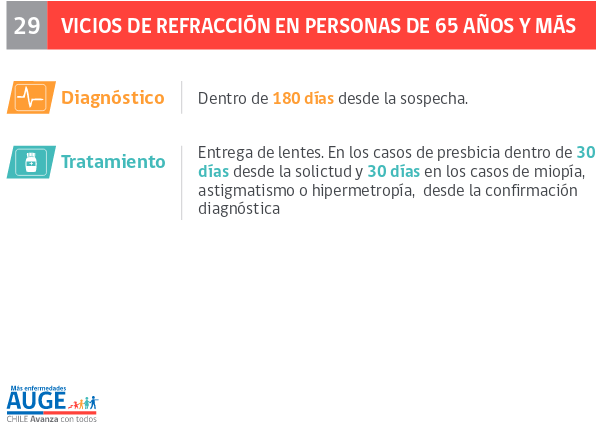 29 VICIOS DE REFRACCIÓN EN PERSONAS DE 65 AÑOS Y MÁS
Diagnóstico
Dentro de 180 días desde la sospecha.
Tratamiento
Entrega de lentes. En los casos de presbicia dentro de 30
días desde la solictud y 30 días en los casos de miopía,
astigmatismo o hipermetropía, desde la confirmación
diagnóstica
Más enfermedades
AUGE
CHILE Avanza con todos